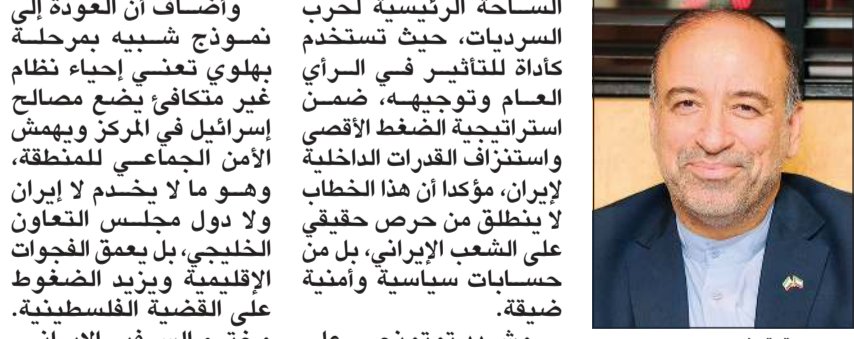 الساحة الرئيسية لحرب
السرديات، حيث تستخدم
كأداة للتأثير في الرأي
العام وتوجيهه، ضمن
استراتيجية الضغط الأقصى
واستنزاف القدرات الداخلية
لإيران، مؤكدا أن هذا الخطاب
لا ينطلق من حرص حقيقي
على الشعب الإيراني، بل من
حسابات سياسية وأمنية
ضيقة.
وأضاف أن العودة إلى
نموذج شبيه بمرحلة
بهلوي تعني إحياء نظام
غير متكافئ يضع مصالح
إسرائيل في المركز ويهمش
الأمن الجماعي للمنطقة،
وهو ما لا يخدم لا إيران
ولا دول مجلس التعاون
الخليجي، بل يعمق الفجوات
الإقليمية ويزيد الضغوط
على القضية الفلسطينية.